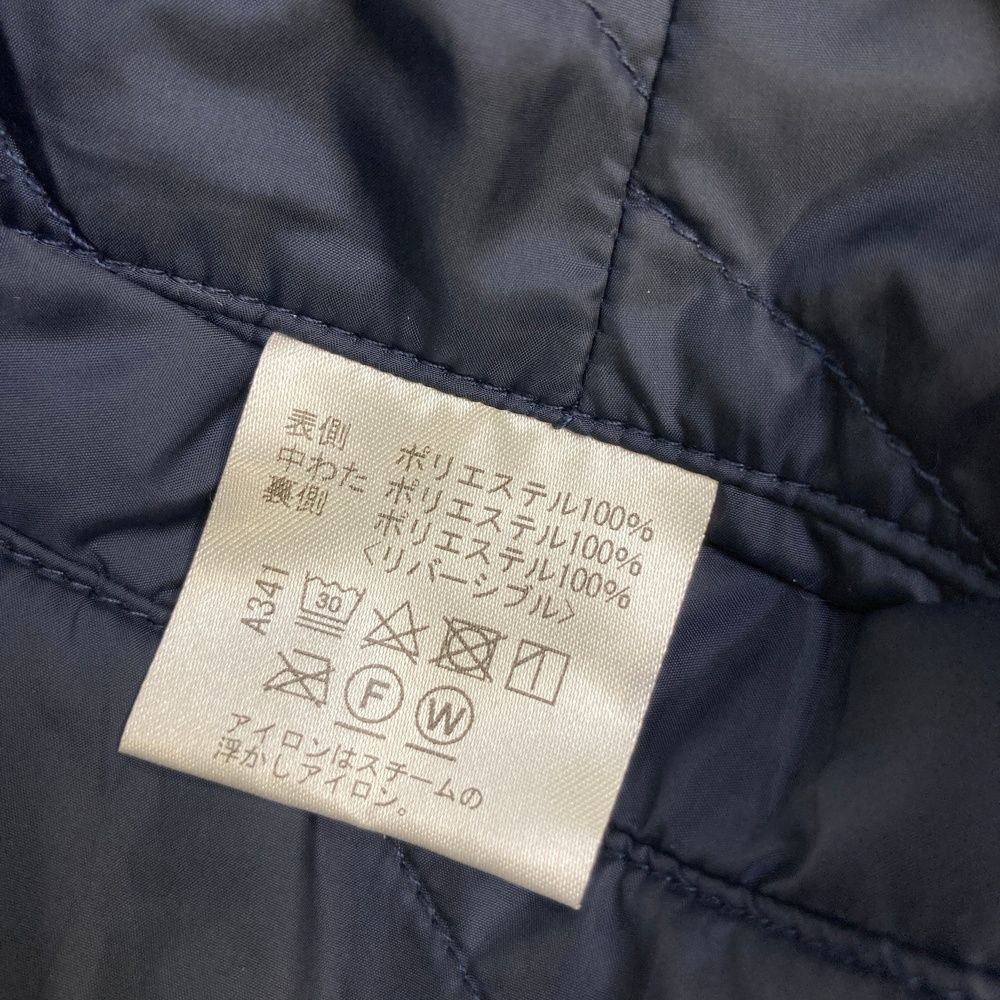 表側 ポリエステル100%
中わた ポリエステル100%
裏側 ポリエステル100%
<リバーシブル>
A341
30
F W
アイロンはスチームの
浮かしアイロン。